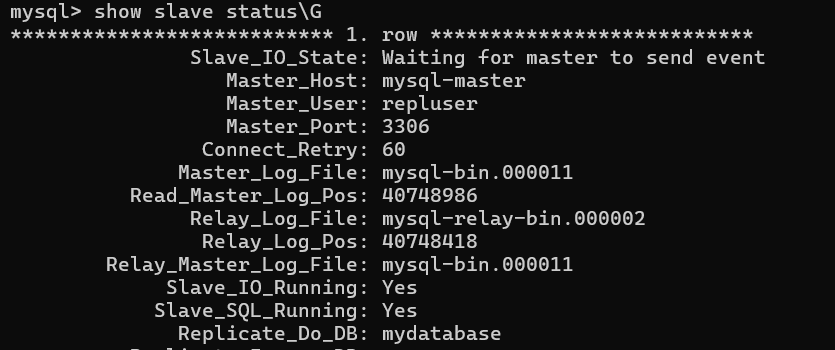 mysql> show slave status\G
*************************** 1. row ***************************
Slave_IO_State: Waiting for master to send event
Master_Host: mysql-master
Master_User: repluser
Master_Port: 3306
Connect_Retry: 60
Master_Log_File: mysql-bin.000011
Read_Master_Log_Pos: 40748986
Relay_Log_File: mysql-relay-bin.000002
Relay_Log_Pos: 40748418
Relay_Master_Log_File: mysql-bin.000011
Slave_IO_Running: Yes
Slave_SQL_Running: Yes
Replicate_Do_DB: mydatabase